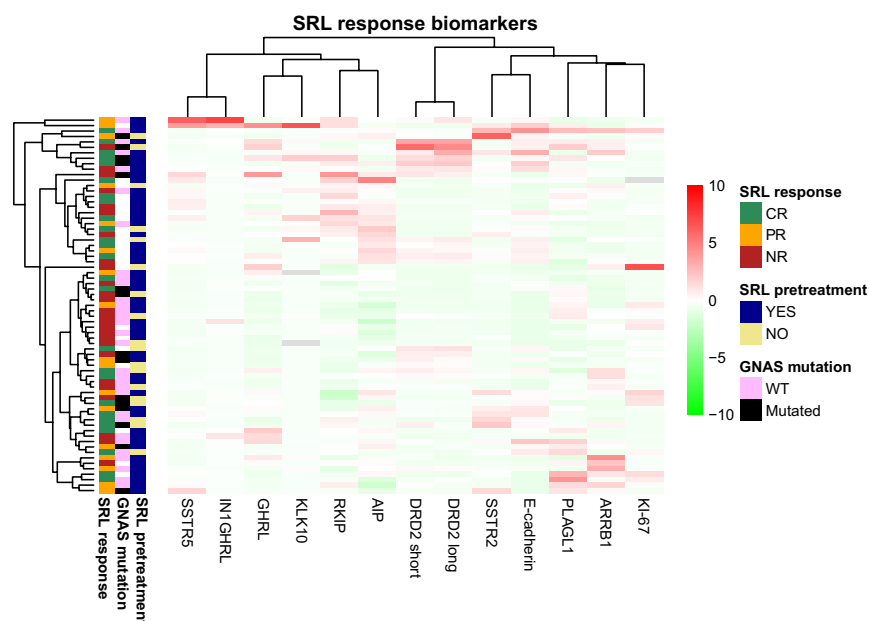 SRL response biomarkers
SRL response
GNAS mutation
SRL pretreatment
SSTR5
IN1GHRL
GHRL
KLK10
RKIP
AIP
DRD2 short
DRD2 long
SSTR2
E-cadherin
PLAGL1
ARRB1
KI-67
10
5
0
−5
−10
SRL response
CR
PR
NR
SRL pretreatment
YES
NO
GNAS mutation
WT
Mutated